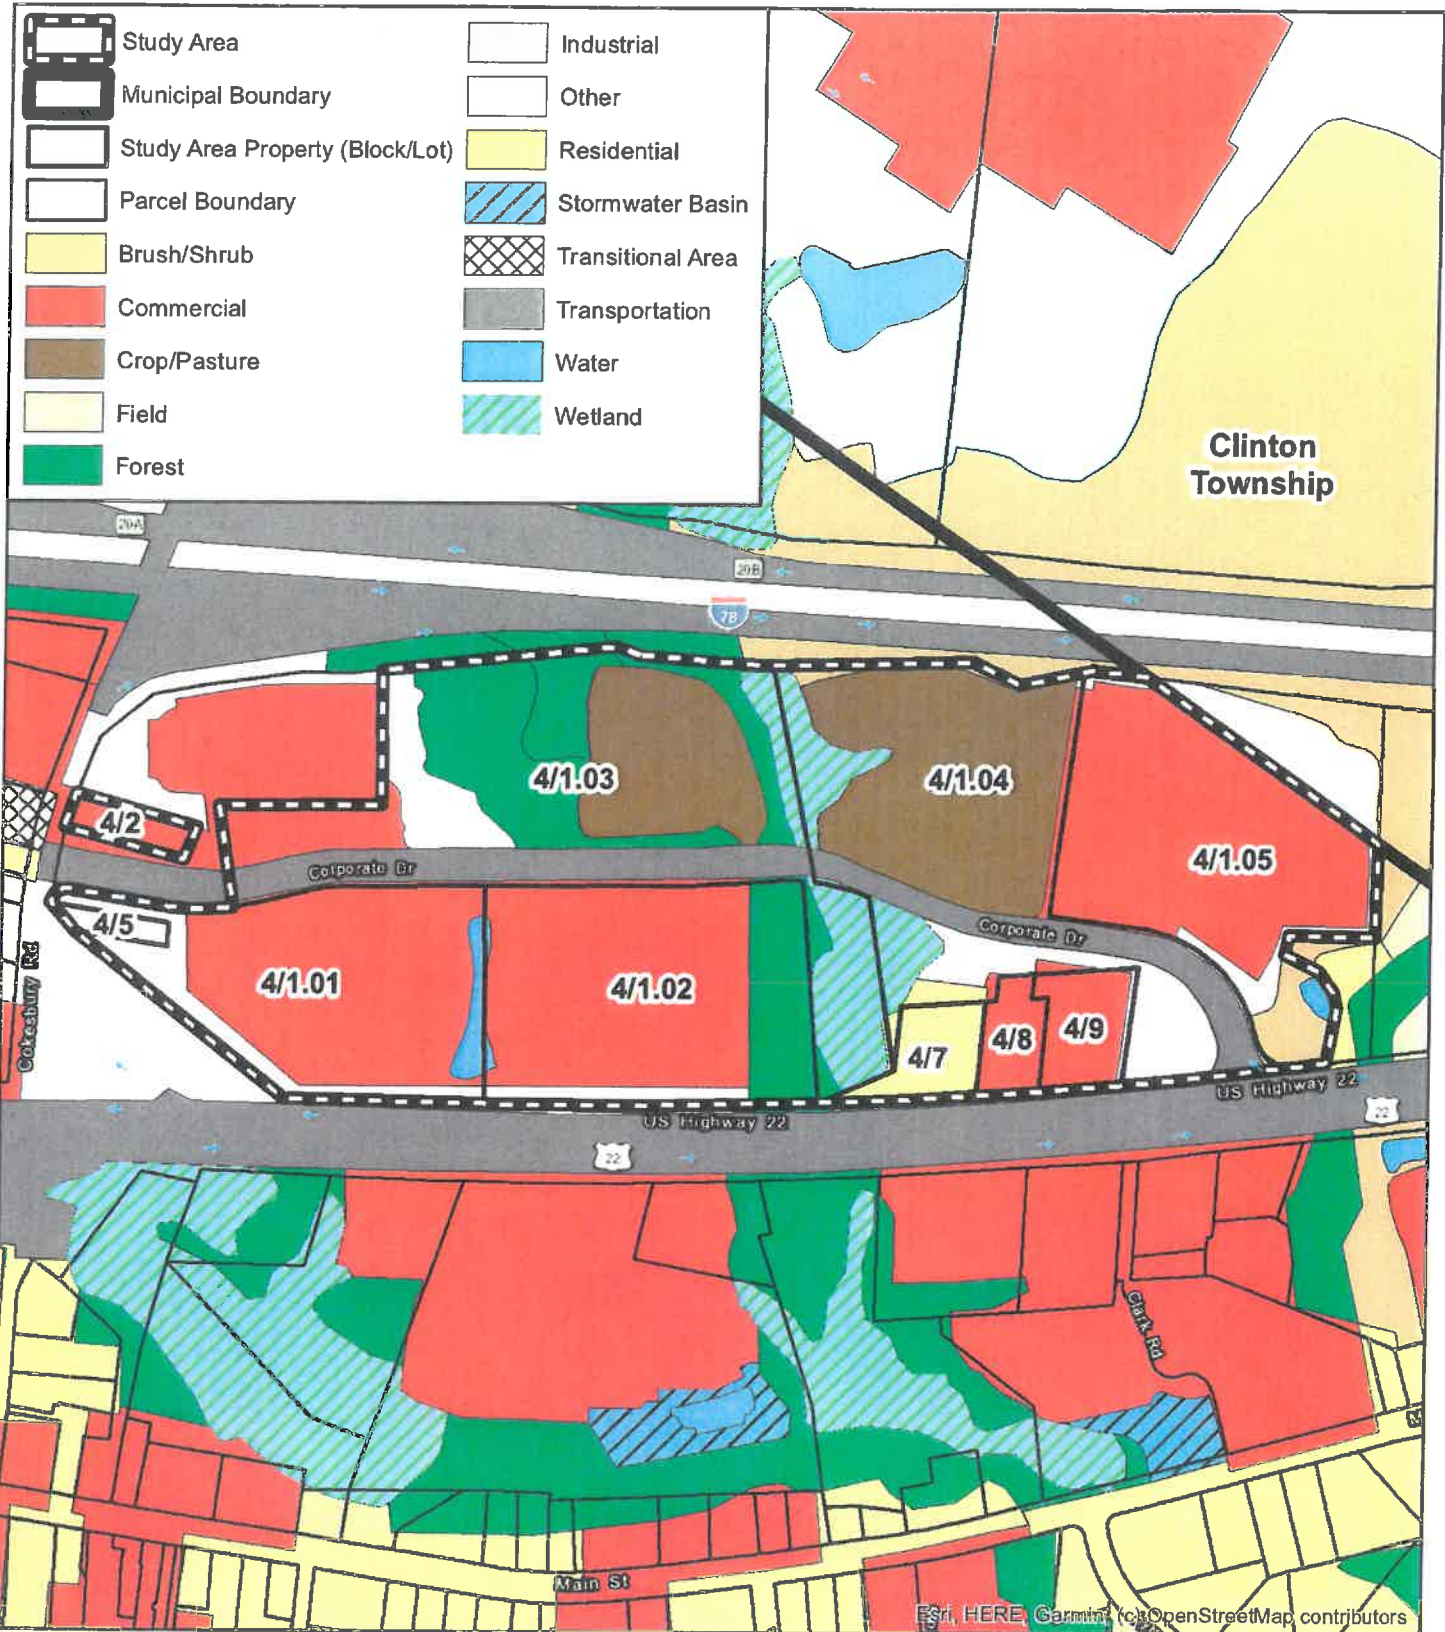 Study Area
Municipal Boundary
Study Area Property (Block/Lot)
Parcel Boundary
Brush/Shrub
Commercial
Crop/Pasture
Field
Forest
Industrial
Other
Residential
Stormwater Basin
Transitional Area
Transportation
Water
Wetland
Clinton
Township
20A
20B
78
4/1.03
4/1.04
4/2
4/1.05
Corporate Dr
4/5
Corporate Dr
4/1.01
4/1.02
Cokesbury Rd
4/7
4/8
4/9
US Highway 22
US Highway 22
22
22
Clark Rd
M
Main St
Esri, HERE, Garmin, (c) OpenStreetMap contributors